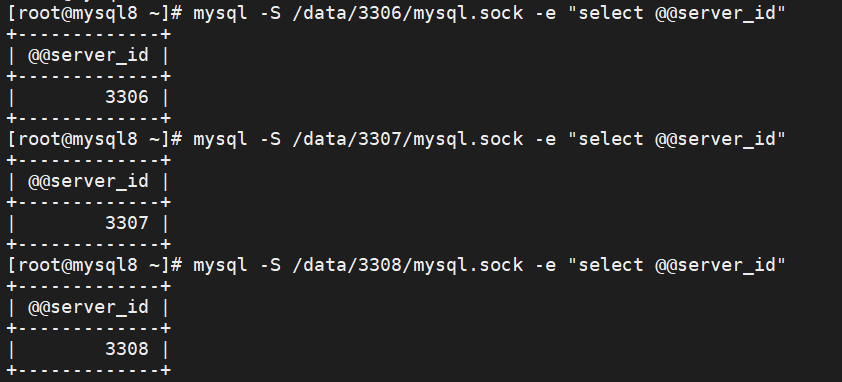 [root@mysql8 ~]# mysql -S /data/3306/mysql.sock -e "select @@server_id"
+-------------+
| @@server_id |
+-------------+
|        3306 |
+-------------+
[root@mysql8 ~]# mysql -S /data/3307/mysql.sock -e "select @@server_id"
+-------------+
| @@server_id |
+-------------+
|        3307 |
+-------------+
[root@mysql8 ~]# mysql -S /data/3308/mysql.sock -e "select @@server_id"
+-------------+
| @@server_id |
+-------------+
|        3308 |
+-------------+